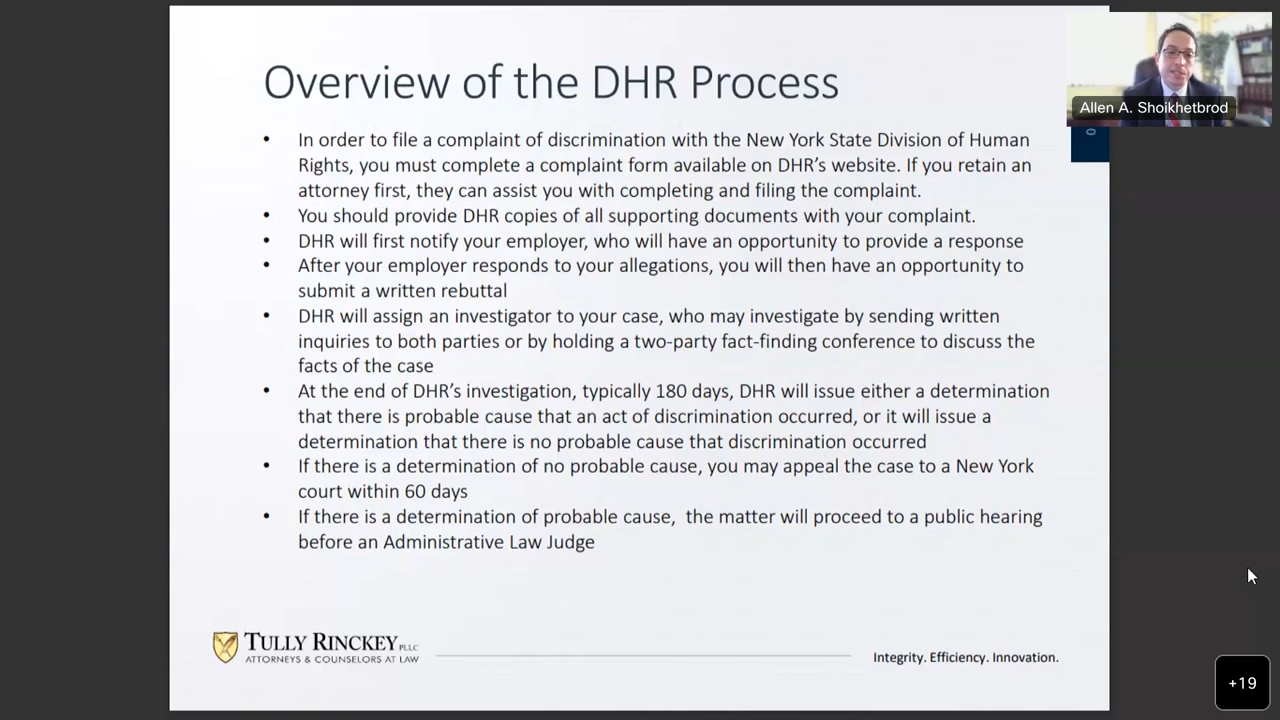 Overview of the DHR Process
Allen A. Shoikhetbrod
• In order to file a complaint of discrimination with the New York State Division of Human
Rights, you must complete a complaint form available on DHR’s website. If you retain an
attorney first, they can assist you with completing and filing the complaint.
• You should provide DHR copies of all supporting documents with your complaint.
• DHR will first notify your employer, who will have an opportunity to provide a response
• After your employer responds to your allegations, you will then have an opportunity to
submit a written rebuttal
• DHR will assign an investigator to your case, who may investigate by sending written
inquiries to both parties or by holding a two-party fact-finding conference to discuss the
facts of the case
• At the end of DHR’s investigation, typically 180 days, DHR will issue either a determination
that there is probable cause that an act of discrimination occurred, or it will issue a
determination that there is no probable cause that discrimination occurred
• If there is a determination of no probable cause, you may appeal the case to a New York
court within 60 days
• If there is a determination of probable cause,  the matter will proceed to a public hearing
before an Administrative Law Judge
TULLY RINCKEY PLLC
ATTORNEYS & COUNSELORS AT LAW
Integrity. Efficiency. Innovation.
+19